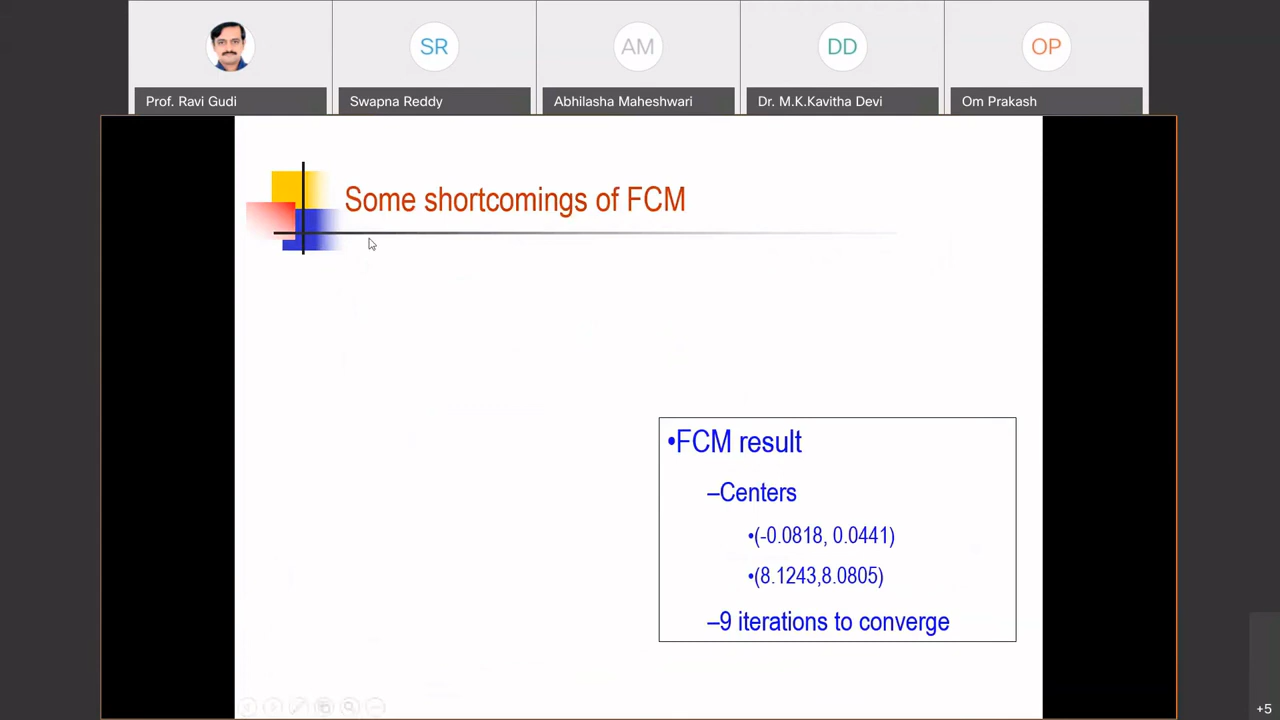 SR
AM
DD
OP
Prof. Ravi Gudi
Swapna Reddy
Abhilasha Maheshwari
Dr. M.K.Kavitha Devi
Om Prakash
Some shortcomings of FCM
•FCM result
–Centers
•(-0.0818, 0.0441)
•(8.1243,8.0805)
–9 iterations to converge
+5